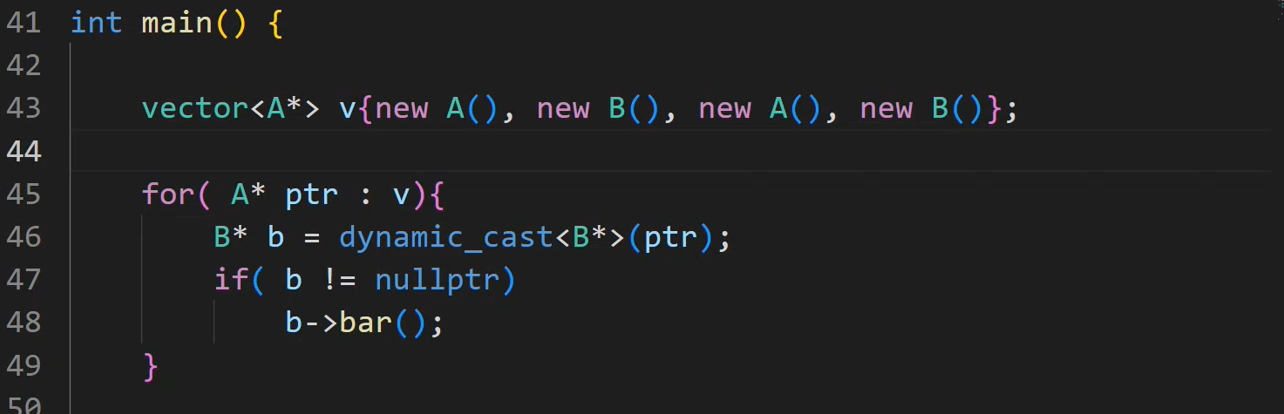 41 int main() {
42
43     vector<A*> v{new A(), new B(), new A(), new B()};
44
45     for( A* ptr : v){
46         B* b = dynamic_cast<B*>(ptr);
47         if( b != nullptr)
48             b->bar();
49     }
50